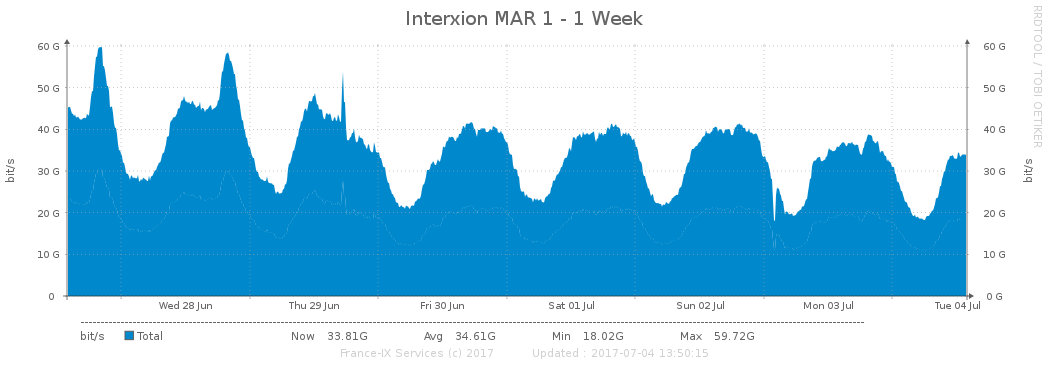 Interxion MAR 1 - 1 Week
RRDTOOL / TOBI OETIKER
bit/s
60 G 60 G
50 G 50 G
40 G 40 G
30 G 30 G
20 G 20 G
10 G 10 G
0 0 G
bit/s
Wed 28 Jun Thu 29 Jun Fri 30 Jun Sat 01 Jul Sun 02 Jul Mon 03 Jul Tue 04 Jul
bit/s Total Now 33.81G Avg 34.61G Min 18.02G Max 59.72G
France-IX Services (c) 2017 Updated : 2017-07-04 13:50:15